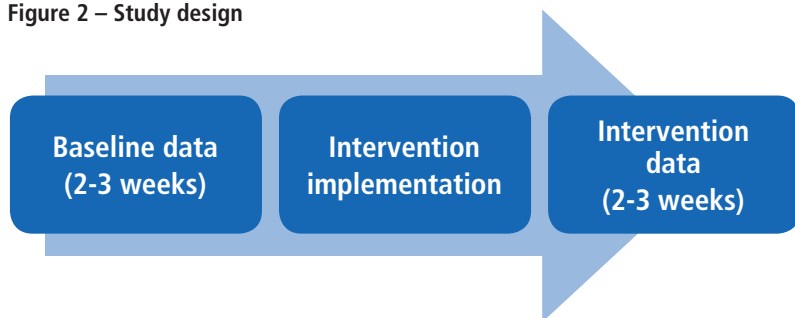 Figure 2 – Study design
Baseline data
(2-3 weeks)
Intervention
implementation
Intervention
data
(2-3 weeks)